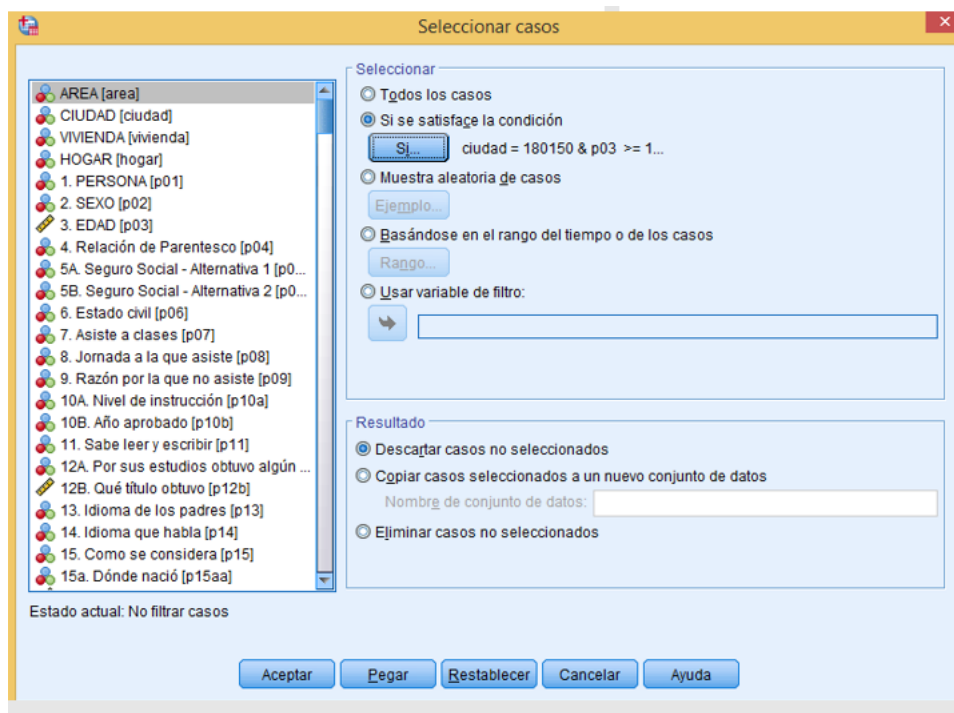 Seleccionar casos
AREA [area]
CIUDAD [ciudad]
VIVIENDA [vivienda]
HOGAR [hogar]
1. PERSONA [p01]
2. SEXO [p02]
3. EDAD [p03]
4. Relación de Parentesco [p04]
5A. Seguro Social - Alternativa 1 [p0...
5B. Seguro Social - Alternativa 2 [p0...
6. Estado civil [p06]
7. Asiste a clases [p07]
8. Jornada a la que asiste [p08]
9. Razón por la que no asiste [p09]
10A. Nivel de instrucción [p10a]
10B. Año aprobado [p10b]
11. Sabe leer y escribir [p11]
12A. Por sus estudios obtuvo algún ...
12B. Qué título obtuvo [p12b]
13. Idioma de los padres [p13]
14. Idioma que habla [p14]
15. Como se considera [p15]
15a. Dónde nació [p15aa]
Estado actual: No filtrar casos
Seleccionar
Todos los casos
Si se satisface la condición
Si... ciudad = 180150 & p03 >= 1...
Muestra aleatoria de casos
Ejemplo...
Basándose en el rango del tiempo o de los casos
Rango...
Usar variable de filtro:
Resultado
Descartar casos no seleccionados
Copiar casos seleccionados a un nuevo conjunto de datos
Nombre de conjunto de datos:
Eliminar casos no seleccionados
Aceptar Pegar Restablecer Cancelar Ayuda